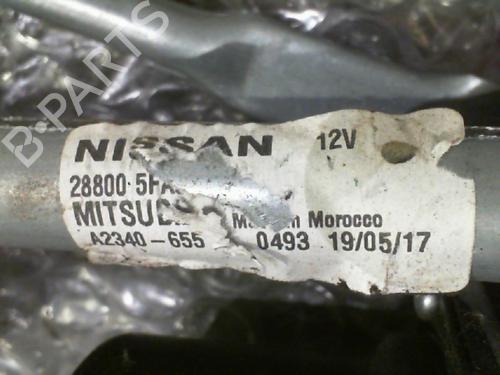 B-PARTS
NISSAN 12V
28800-5FA
MITSUB Morocco
A2340-655 0493 19/05/17